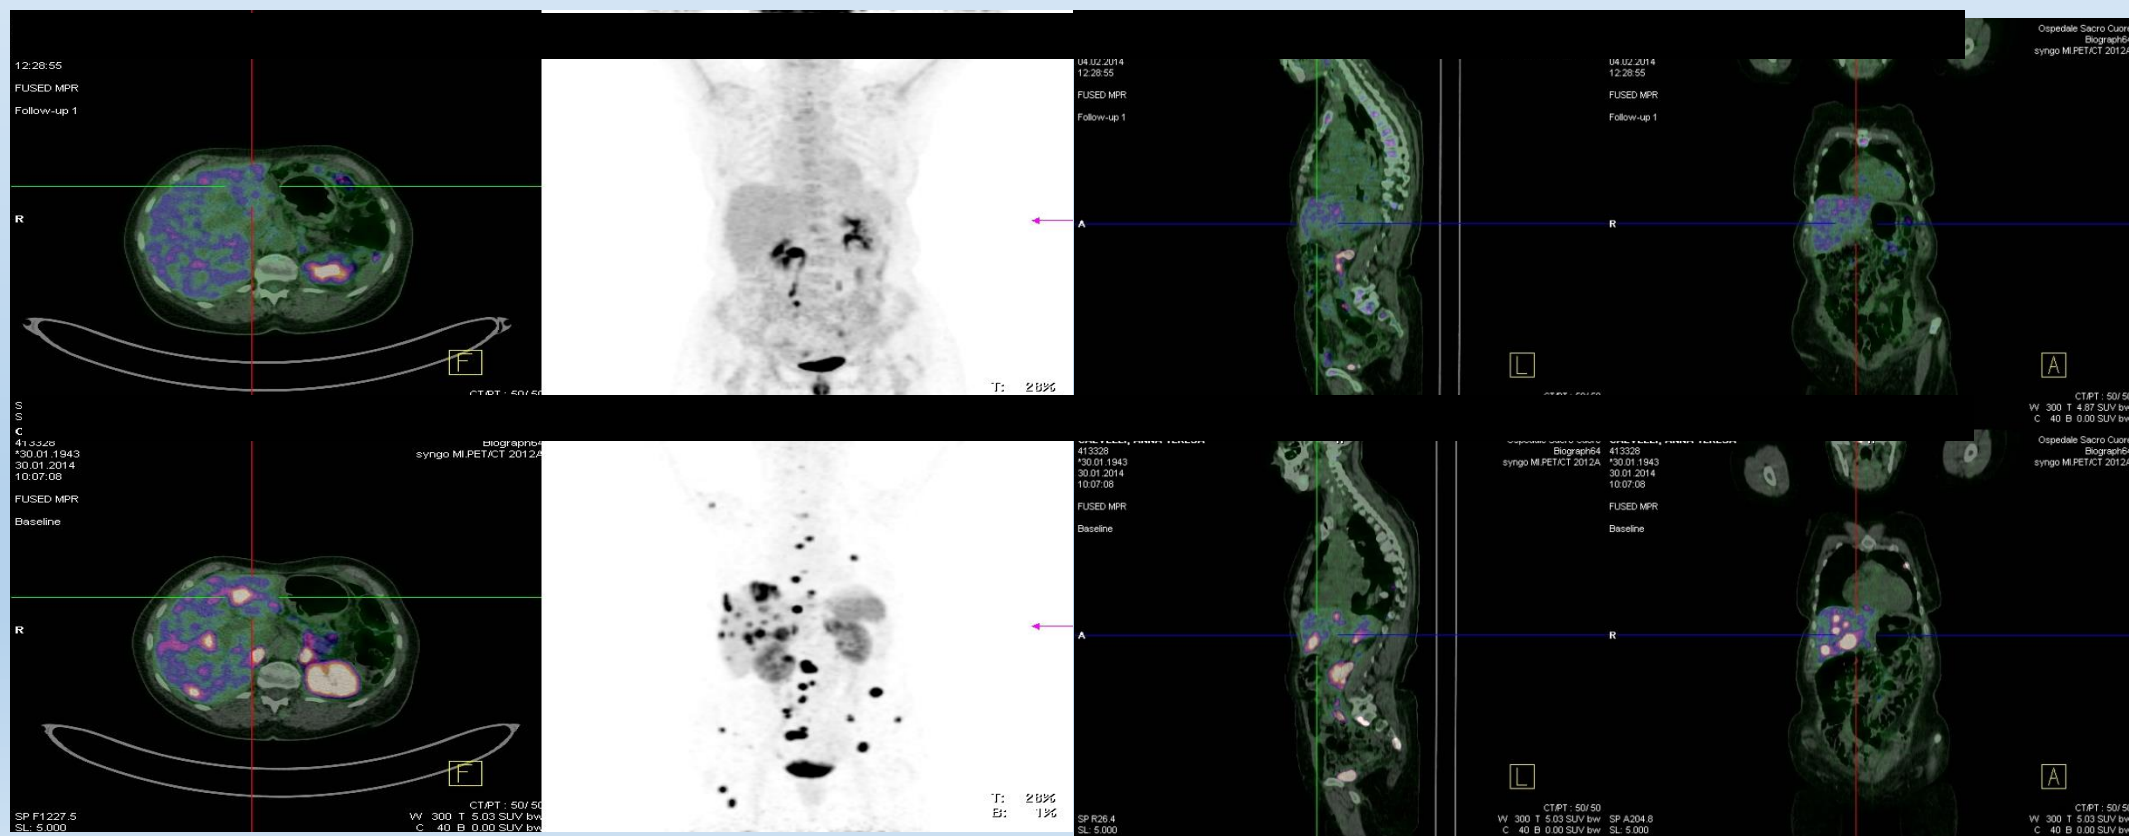 12:28:55
FUSED MPR
Follow-up 1
R
F
CT/PT : 50/50
T: 28%
04.02.2014
12:28:55
FUSED MPR
Follow-up 1
A
L
CT/PT : 50/50
Ospedale Sacro Cuore
Biograph64
syngo MI.PET/CT 2012A
04.02.2014
12:28:55
FUSED MPR
Follow-up 1
R
A
CT/PT : 50/50
W 300 T 4.87 SUV bw
C 40 B 0.00 SUV bw
S
S
C
413328
*30.01.1943
30.01.2014
10:07:08
FUSED MPR
Baseline
Biograph64
syngo MI.PET/CT 2012A
R
F
SP F1227.5
SL: 5.000
CT/PT : 50/50
W 300 T 5.03 SUV bw
C 40 B 0.00 SUV bw
T: 28%
B: 1%
413328
*30.01.1943
30.01.2014
10:07:08
FUSED MPR
Baseline
Ospedale Sacro Cuore
Biograph64
syngo MI.PET/CT 2012A
A
L
SP R26.4
SL: 5.000
CT/PT : 50/50
W 300 T 5.03 SUV bw
C 40 B 0.00 SUV bw
413328
*30.01.1943
30.01.2014
10:07:08
FUSED MPR
Baseline
Ospedale Sacro Cuore
Biograph64
syngo MI.PET/CT 2012A
R
A
SP A204.8
SL: 5.000
CT/PT : 50/50
W 300 T 5.03 SUV bw
C 40 B 0.00 SUV bw